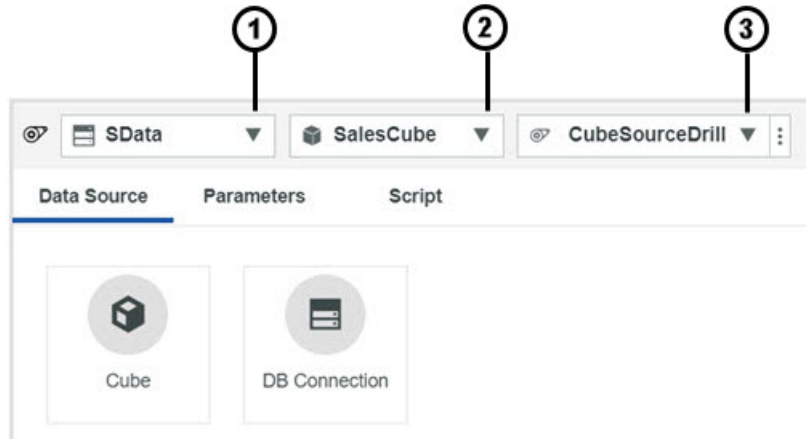 1 2 3
SData SalesCube CubeSourceDrill
Data Source Parameters Script
Cube DB Connection